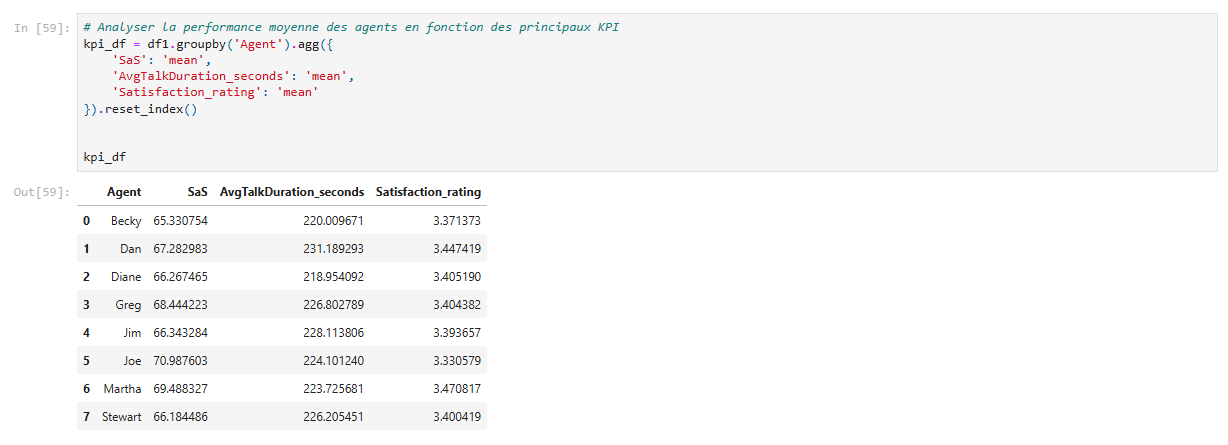 In [59]: # Analyser la performance moyenne des agents en fonction des principaux KPI
kpi_df = df1.groupby('Agent').agg({
    'SaS': 'mean',
    'AvgTalkDuration_seconds': 'mean',
    'Satisfaction_rating': 'mean'
}).reset_index()
kpi_df
Out[59]: Agent SaS AvgTalkDuration_seconds Satisfaction_rating
0 Becky 65.330754 220.009671 3.371373
1 Dan 67.282983 231.189293 3.447419
2 Diane 66.267465 218.954092 3.405190
3 Greg 68.444223 226.802789 3.404382
4 Jim 66.343284 228.113806 3.393657
5 Joe 70.987603 224.101240 3.330579
6 Martha 69.488327 223.725681 3.470817
7 Stewart 66.184486 226.205451 3.400419